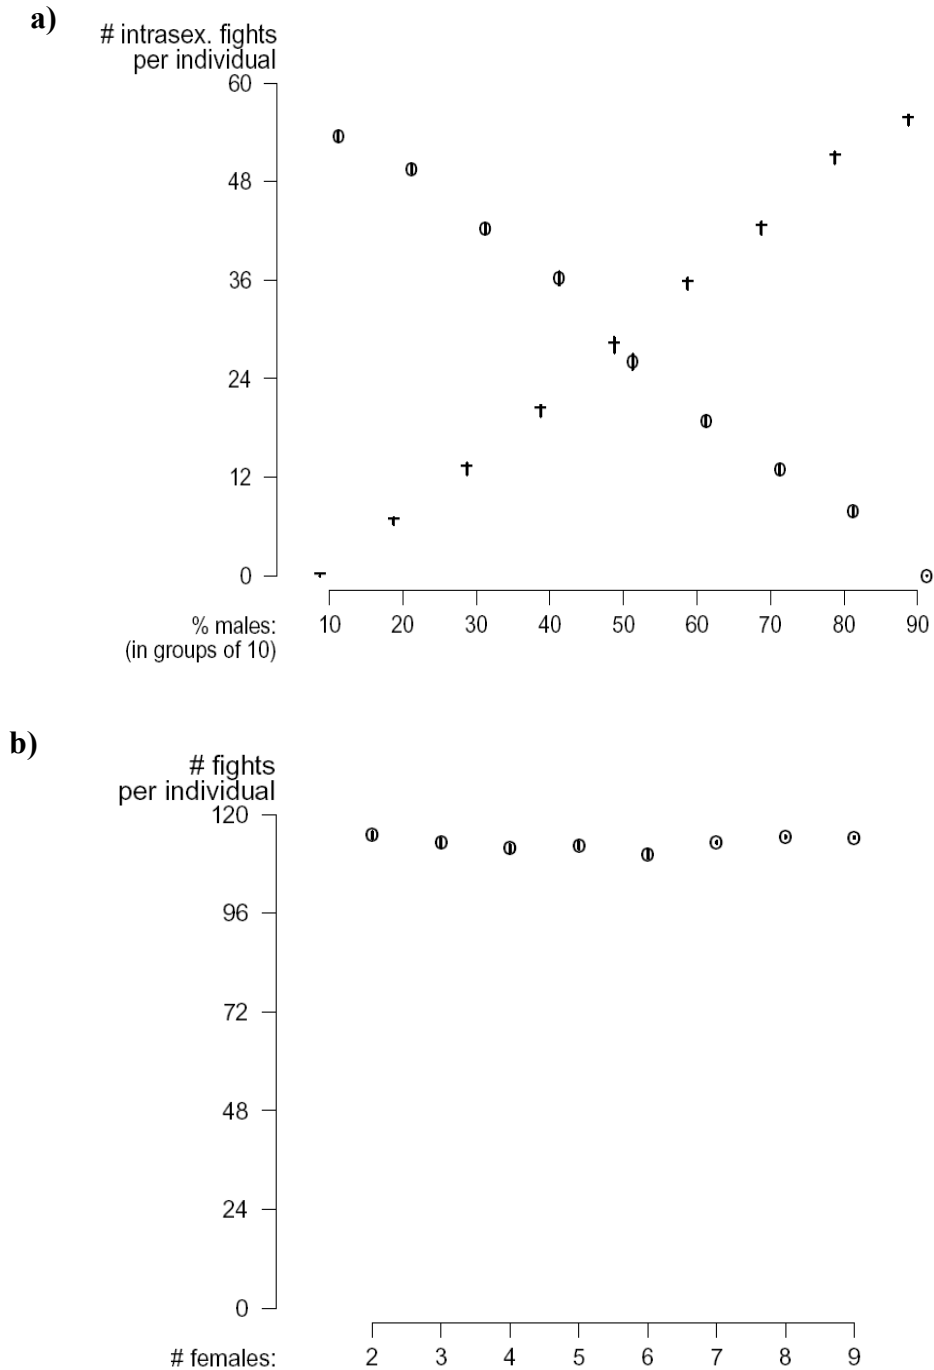 a)
# intrasex. fights
per individual
60
48
36
24
12
0
10 20 30 40 50 60 70 80 90
% males:
(in groups of 10)
b)
# fights
per individual
120
96
72
48
24
0
2 3 4 5 6 7 8 9
# females: